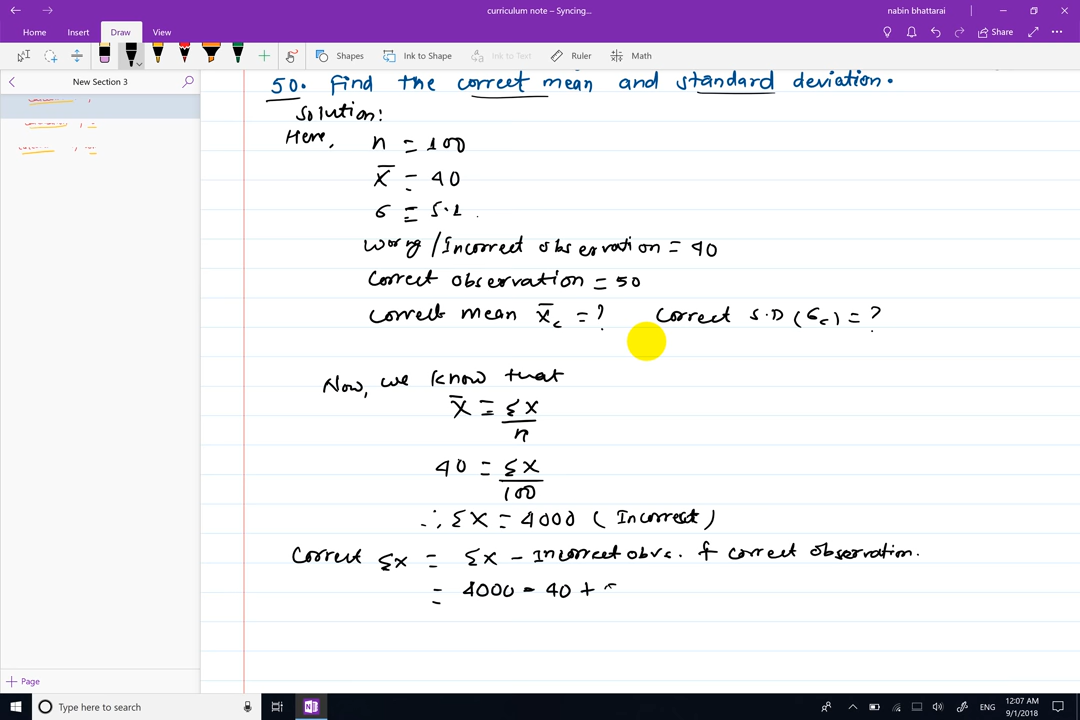 curriculum note – Syncing...
nabin bhattarai
Home Insert Draw View
Share
Shapes Ink to Shape Ink to Text Ruler Math
New Section 3
50. Find the correct mean and standard deviation.
Solution:
Here, n = 100
x̄ = 40
σ = 5.1
worng/Incorrect observation = 40
Correct observation = 50
Correct mean x̄c = ? Correct S.D (σc) = ?
Now, we know that
x̄ = Σx/n
40 = Σx/100
∴ Σx = 4000 (Incorrect)
Correct Σx = Σx - Incorrect obvs. + correct observation.
= 4000 - 40 +
+ Page
Type here to search
ENG
12:07 AM
9/1/2018